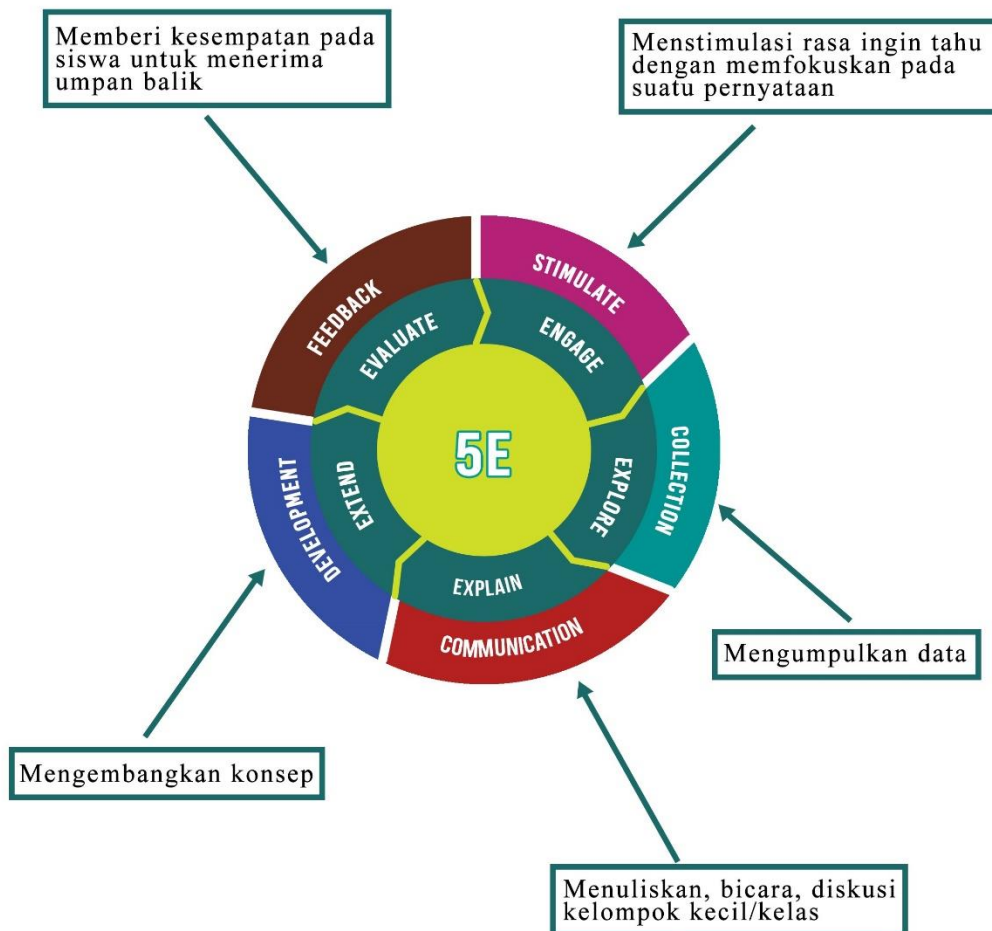 Memberi kesempatan pada
siswa untuk menerima
umpan balik
Menstimulasi rasa ingin tahu
dengan memfokuskan pada
suatu pernyataan
FEEDBACK
STIMULATE
EVALUATE
ENGAGE
5E
COLLECTION
EXPLORE
EXTEND
DEVELOPMENT
EXPLAIN
COMMUNICATION
Mengumpulkan data
Mengembangkan konsep
Menuliskan, bicara, diskusi
kelompok kecil/kelas